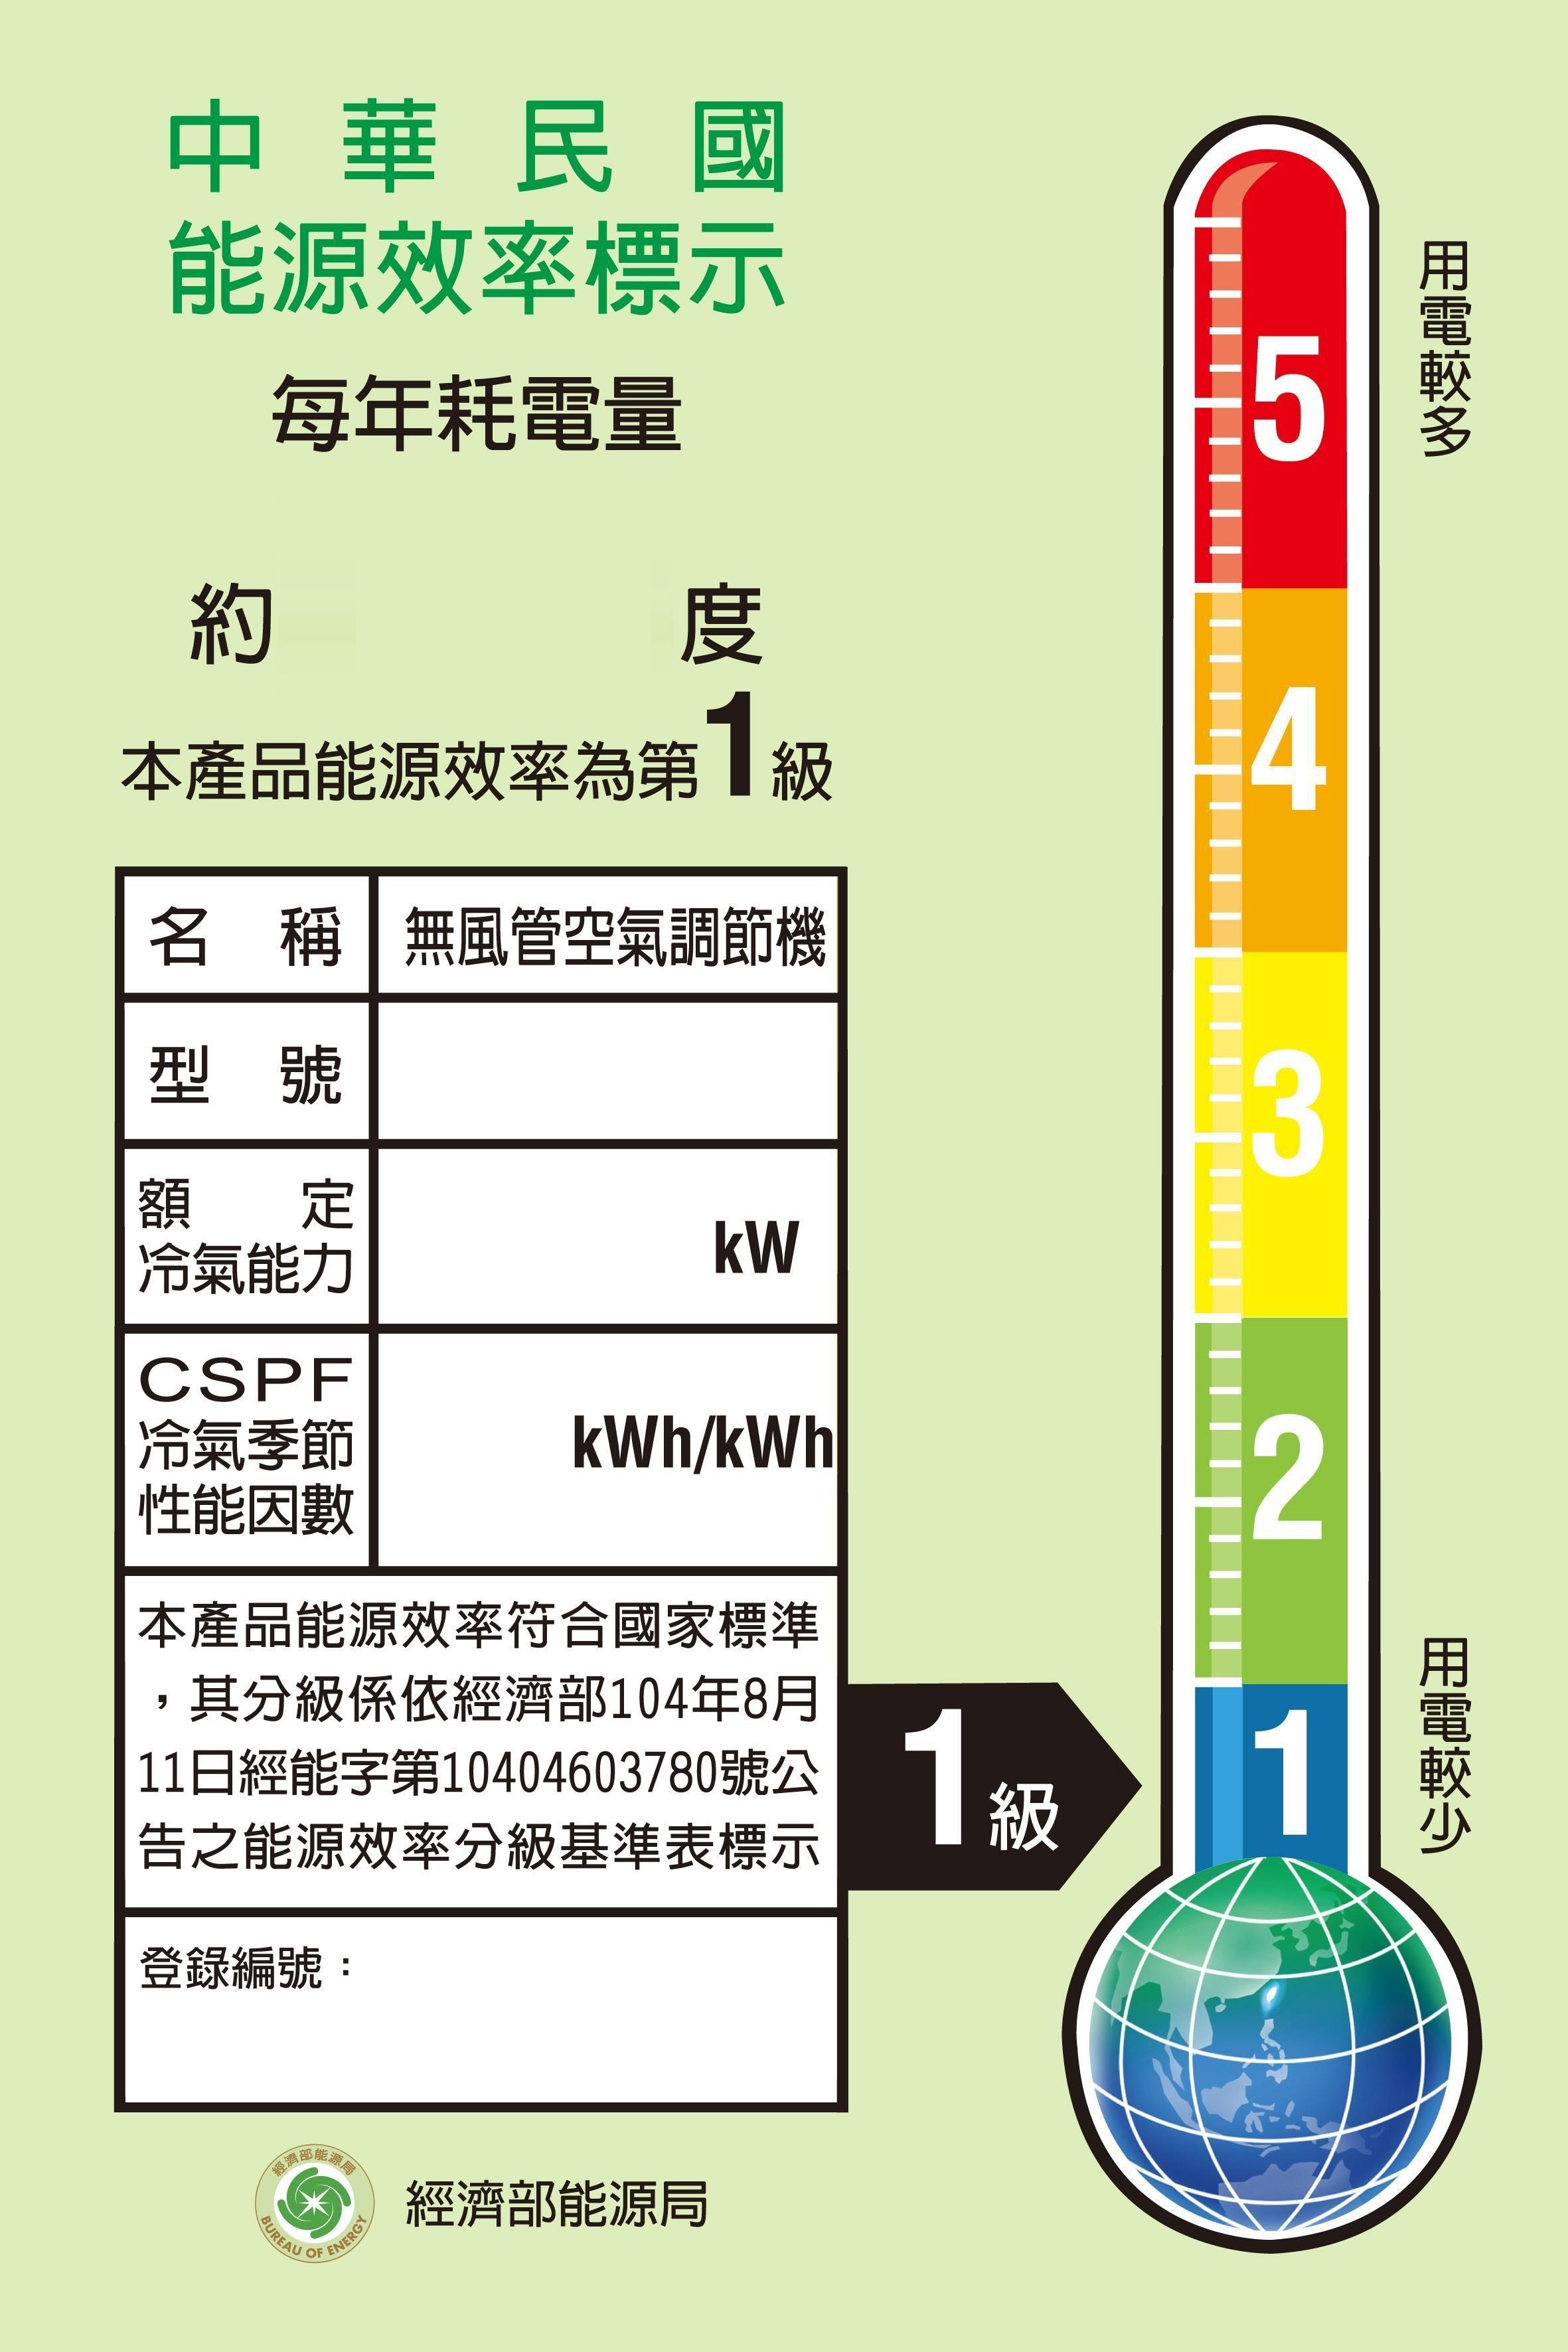 中華民國
能源效率標示
每年耗電量
約 度
本產品能源效率為第1級
名稱 無風管空氣調節機
型號
額定
冷氣能力
kW
CSPF
冷氣季節
性能因數
kWh/kWh
本產品能源效率符合國家標準
，其分級係依經濟部104年8月
11日經能字第10404603780號公
告之能源效率分級基準表標示
登錄編號：
經濟部能源局
BUREAU OF ENERGY
經濟部能源局
1級
用電較多
5
4
3
2
1
用電較少